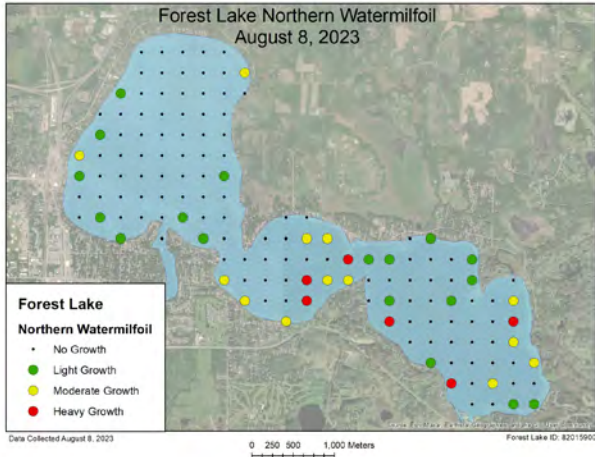 Forest Lake Northern Watermilfoil
August 8, 2023
Forest Lake
Northern Watermilfoil
No Growth
Light Growth
Moderate Growth
Heavy Growth
Data Collected August 8, 2023
0 250 500 1,000 Meters
Forest Lake ID: 82015900